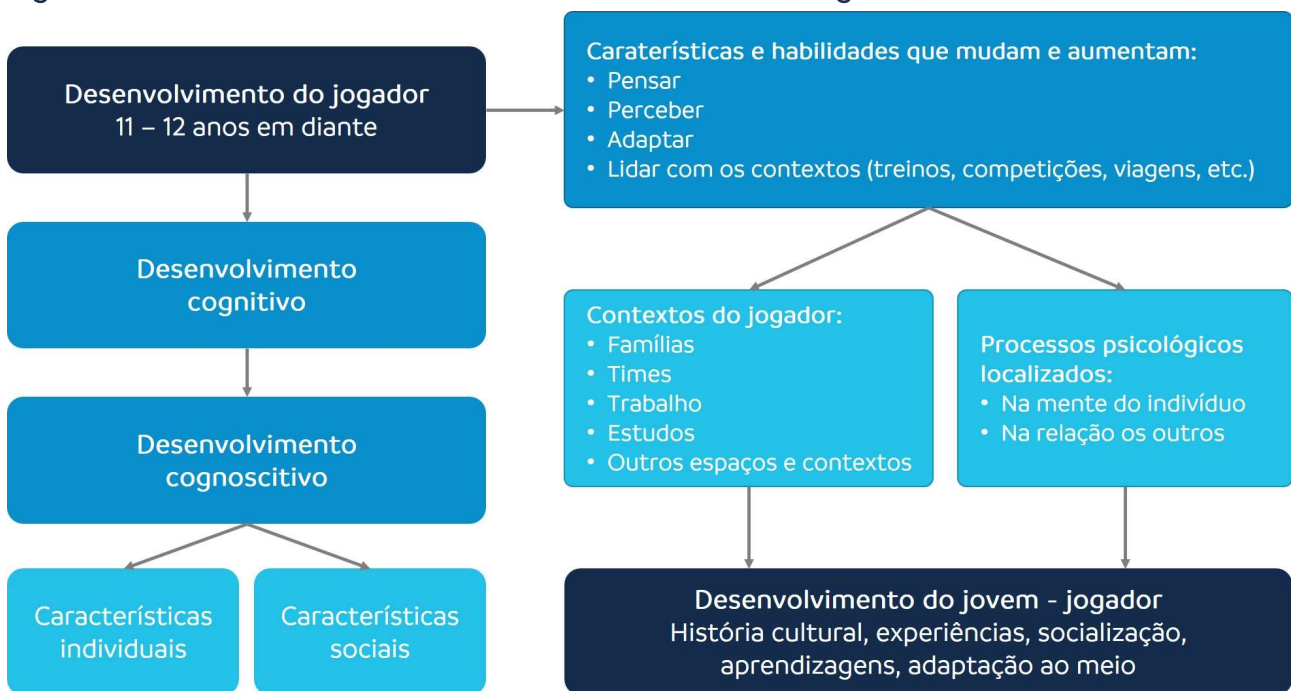 Desenvolvimento do jogador
11 – 12 anos em diante
Desenvolvimento
cognitivo
Desenvolvimento
cognoscitivo
Características
individuais
Características
sociais
Caraterísticas e habilidades que mudam e aumentam:
• Pensar
• Perceber
• Adaptar
• Lidar com os contextos (treinos, competições, viagens, etc.)
Contextos do jogador:
• Famílias
• Times
• Trabalho
• Estudos
• Outros espaços e contextos
Processos psicológicos
localizados:
• Na mente do indivíduo
• Na relação os outros
Desenvolvimento do jovem - jogador
História cultural, experiências, socialização,
aprendizagens, adaptação ao meio